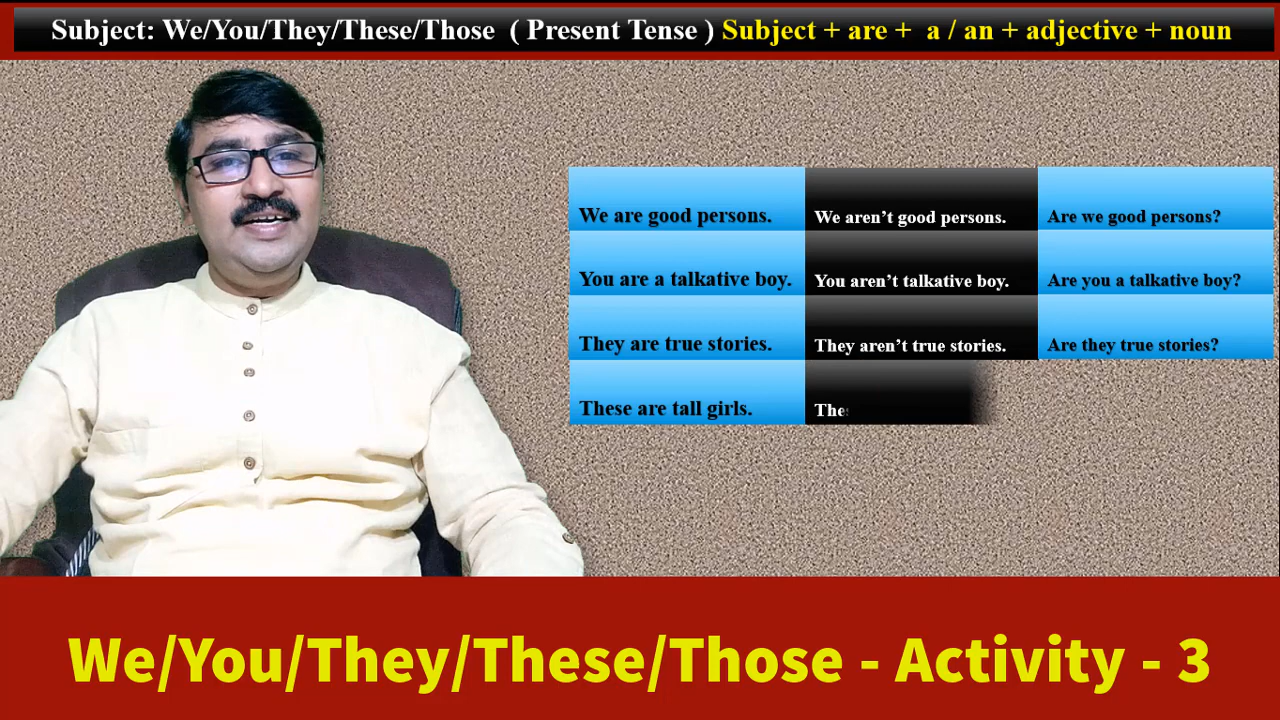 Subject: We/You/They/These/Those ( Present Tense ) Subject + are + a / an + adjective + noun
We are good persons. We aren’t good persons. Are we good persons?
You are a talkative boy. You aren’t talkative boy. Are you a talkative boy?
They are true stories. They aren’t true stories. Are they true stories?
These are tall girls. The
We/You/They/These/Those - Activity - 3